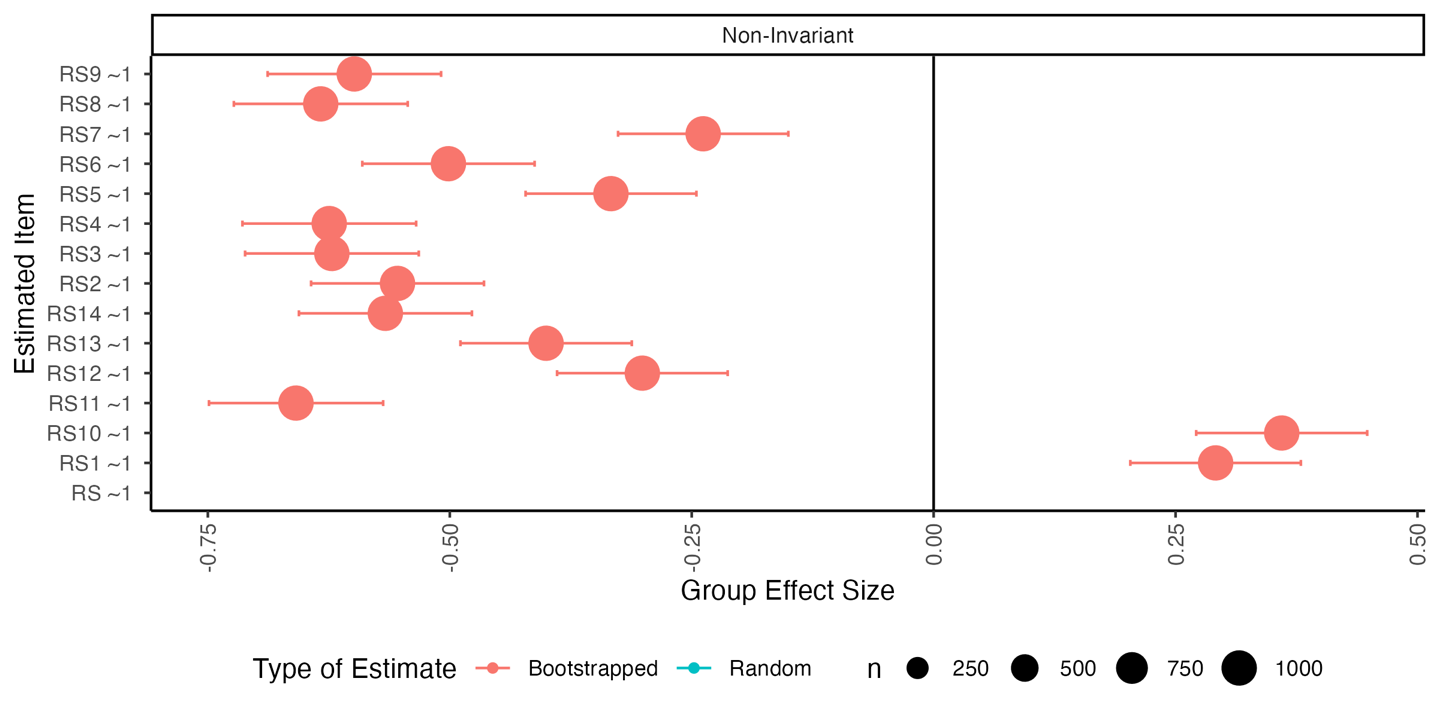 Non-Invariant
RS9 ~1
RS8 ~1
RS7 ~1
RS6 ~1
RS5 ~1
RS4 ~1
RS3 ~1
RS2 ~1
RS14 ~1
RS13 ~1
RS12 ~1
RS11 ~1
RS10 ~1
RS1 ~1
RS ~1
Estimated Item
-0.75 -0.50 -0.25 0.00 0.25 0.50
Group Effect Size
Type of Estimate Bootstrapped Random n 250 500 750 1000